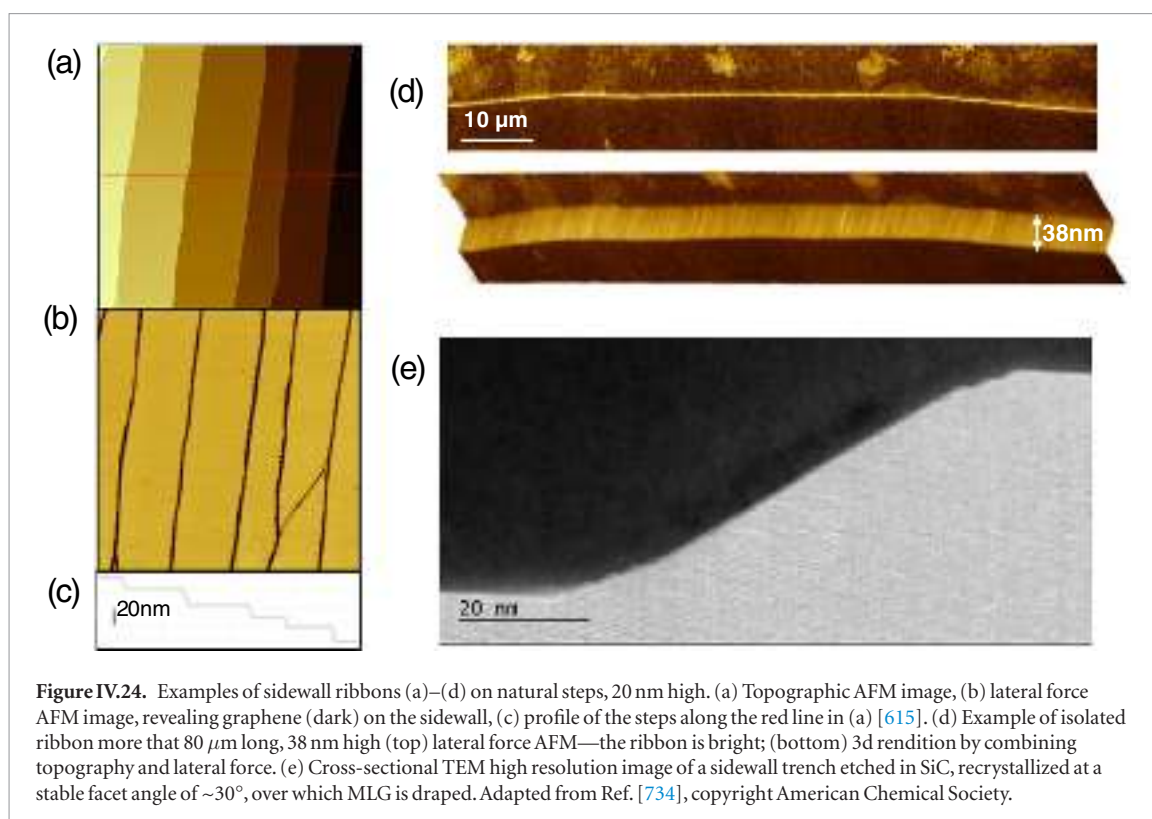 (a)
(b)
(c)
20nm
(d)
10 µm
38nm
(e)
20 nm
Figure IV.24. Examples of sidewall ribbons (a)–(d) on natural steps, 20 nm high. (a) Topographic AFM image, (b) lateral force
AFM image, revealing graphene (dark) on the sidewall, (c) profile of the steps along the red line in (a) [615]. (d) Example of isolated
ribbon more that 80 µm long, 38 nm high (top) lateral force AFM—the ribbon is bright; (bottom) 3d rendition by combining
topography and lateral force. (e) Cross-sectional TEM high resolution image of a sidewall trench etched in SiC, recrystallized at a
stable facet angle of ~30°, over which MLG is draped. Adapted from Ref. [734], copyright American Chemical Society.